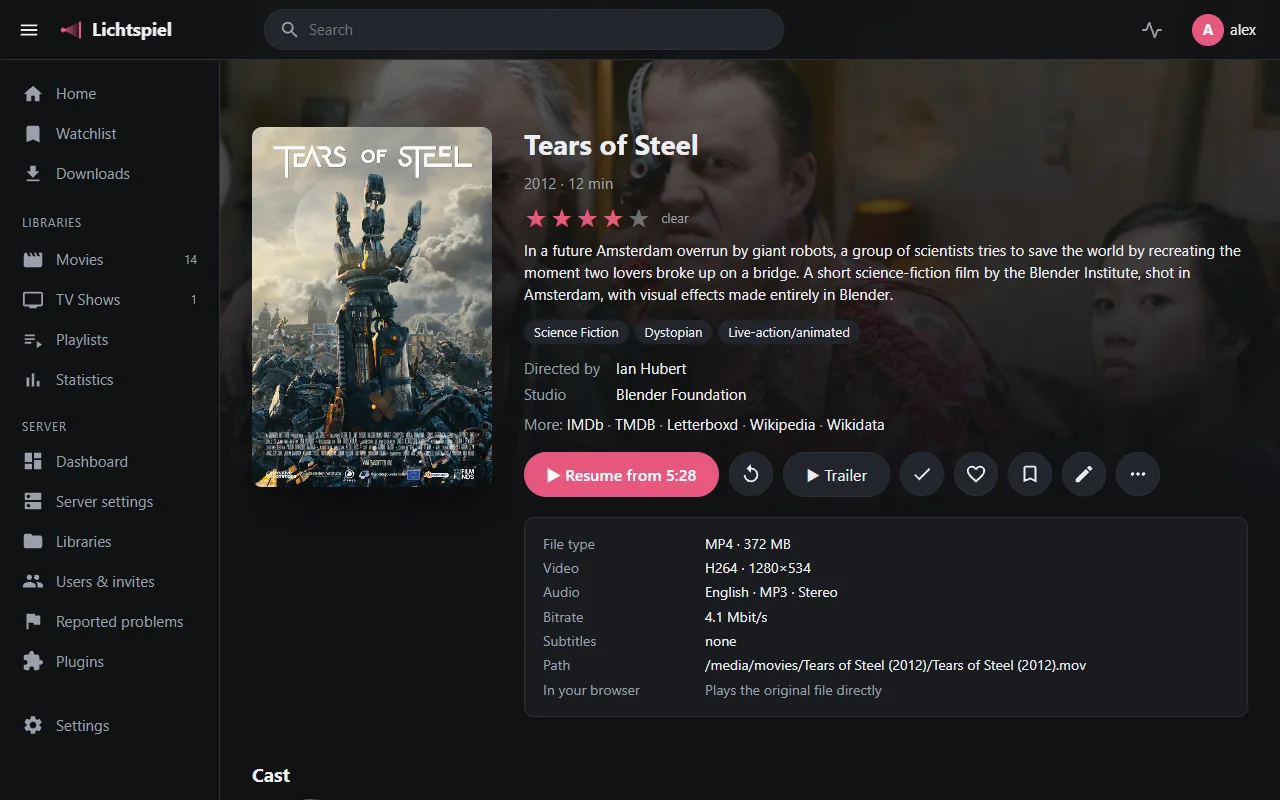 Lichtspiel
Search
A
alex
Home
Watchlist
Downloads
LIBRARIES
Movies 14
TV Shows 1
Playlists
Statistics
SERVER
Dashboard
Server settings
Libraries
Users & invites
Reported problems
Plugins
Settings
TEARS OF STEEL
Tears of Steel
2012 · 12 min
clear
In a future Amsterdam overrun by giant robots, a group of scientists tries to save the world by recreating the
moment two lovers broke up on a bridge. A short science-fiction film by the Blender Institute, shot in
Amsterdam, with visual effects made entirely in Blender.
Science Fiction Dystopian Live-action/animated
Directed by Ian Hubert
Studio Blender Foundation
More: IMDb · TMDB · Letterboxd · Wikipedia · Wikidata
Resume from 5:28 Trailer
File type MP4 · 372 MB
Video H264 · 1280×534
Audio English · MP3 · Stereo
Bitrate 4.1 Mbit/s
Subtitles none
Path /media/movies/Tears of Steel (2012)/Tears of Steel (2012).mov
In your browser Plays the original file directly
Cast